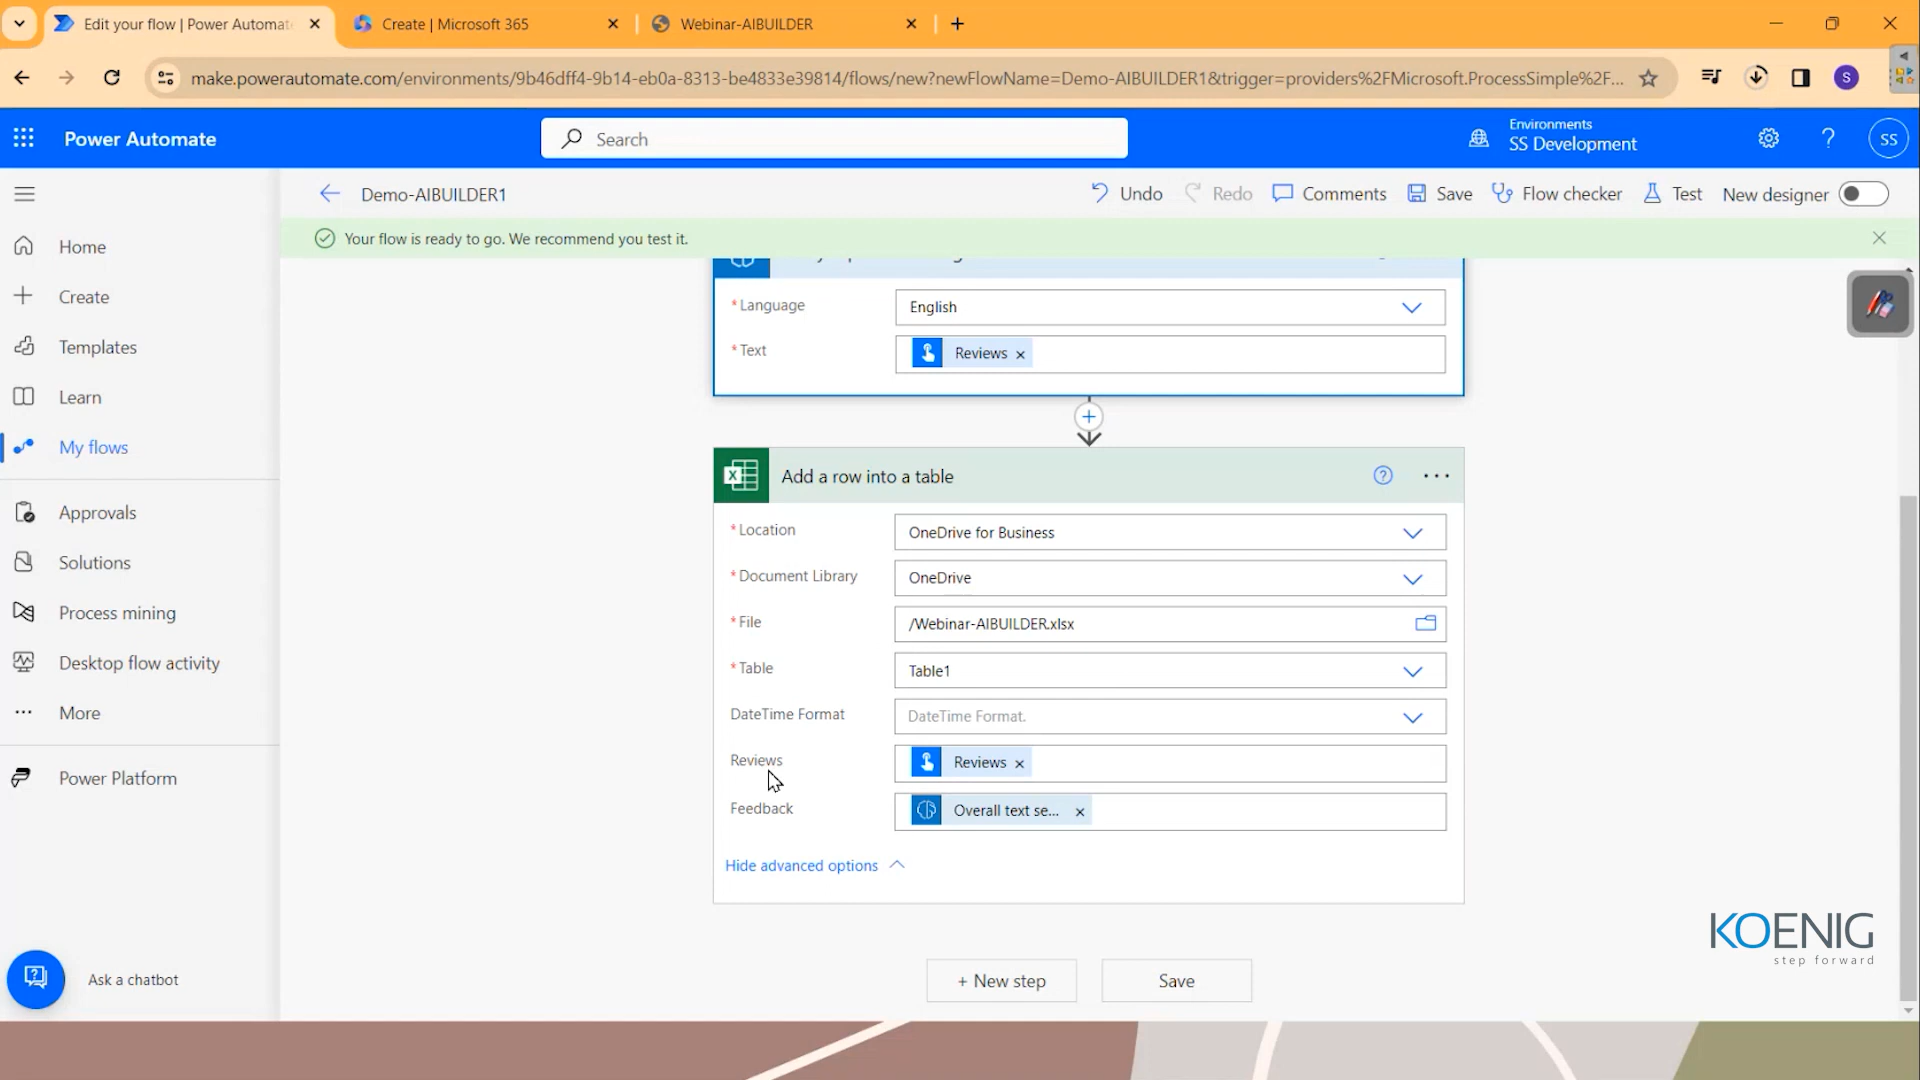 Edit your flow | Power Automat
Create | Microsoft 365
Webinar-AIBUILDER
make.powerautomate.com/environments/9b46dff4-9b14-eb0a-8313-be4833e39814/flows/new?newFlowName=Demo-AIBUILDER1&trigger=providers%2FMicrosoft.ProcessSimple%2F...
S
Power Automate
Search
Environments
SS Development
SS
Demo-AIBUILDER1
Undo
Redo
Comments
Save
Flow checker
Test
New designer
Your flow is ready to go. We recommend you test it.
Home
Create
Templates
Learn
My flows
Approvals
Solutions
Process mining
Desktop flow activity
More
Power Platform
Ask a chatbot
*Language
English
*Text
Reviews
Add a row into a table
*Location
OneDrive for Business
*Document Library
OneDrive
*File
/Webinar-AIBUILDER.xlsx
*Table
Table1
DateTime Format
DateTime Format.
Reviews
Reviews
Feedback
Overall text se...
Hide advanced options
+ New step
Save
KOENIG
step forward